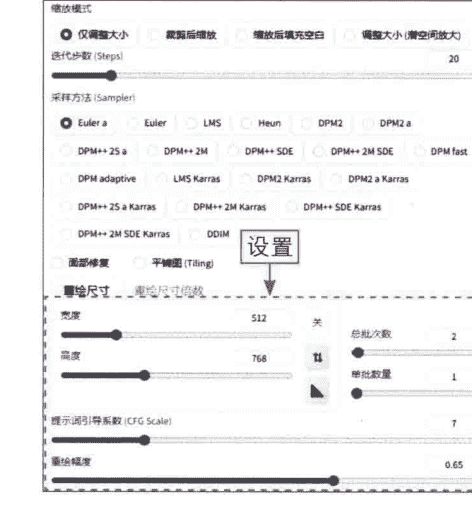 缩放模式
仅调整大小 裁剪后缩放 缩放后填充空白 调整大小 (潜空间放大)
迭代步数 (Steps) 20
采样方法 (Sampler)
Euler a Euler LMS Heun DPM2 DPM2 a
DPM++ 2S a DPM++ 2M DPM++ SDE DPM++ 2M SDE DPM fast
DPM adaptive LMS Karras DPM2 Karras DPM2 a Karras
DPM++ 2S a Karras DPM++ 2M Karras DPM++ SDE Karras
DPM++ 2M SDE Karras DDIM
设置
面部修复 平铺图 (Tiling)
重绘尺寸 重绘尺寸倍数
宽度 512 关
总批次数 2
高度 768
单批数量 1
提示词引导系数 (CFG Scale) 7
重绘幅度 0.65